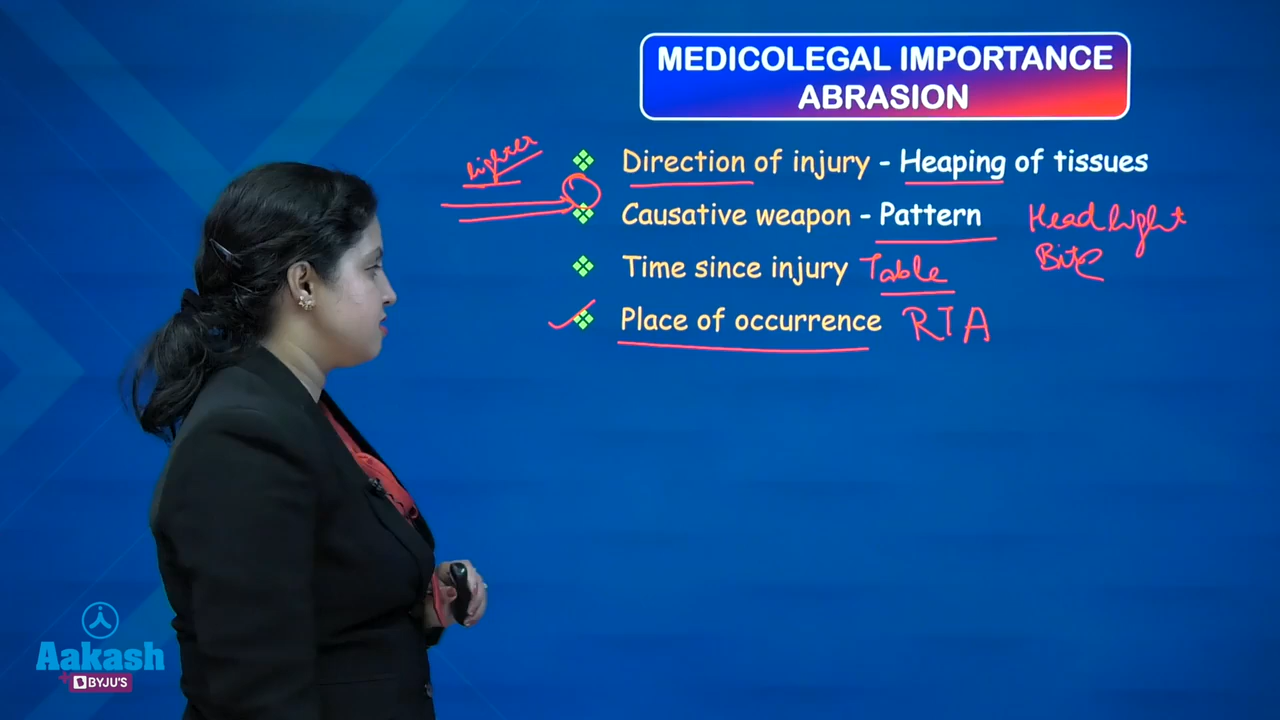 MEDICOLEGAL IMPORTANCE
ABRASION
higher
❖ Direction of injury - Heaping of tissues
❖ Causative weapon - Pattern Head light
Bite
❖ Time since injury Table
❖ Place of occurrence RTA
Aakash
+ BYJU'S